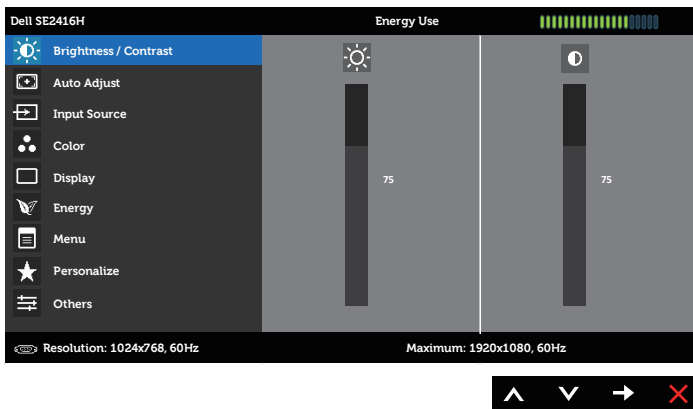 Dell SE2416H Energy Use
Brightness / Contrast
Auto Adjust
Input Source
Color
Display 75 75
Energy
Menu
Personalize
Others
Resolution: 1024x768, 60Hz Maximum: 1920x1080, 60Hz